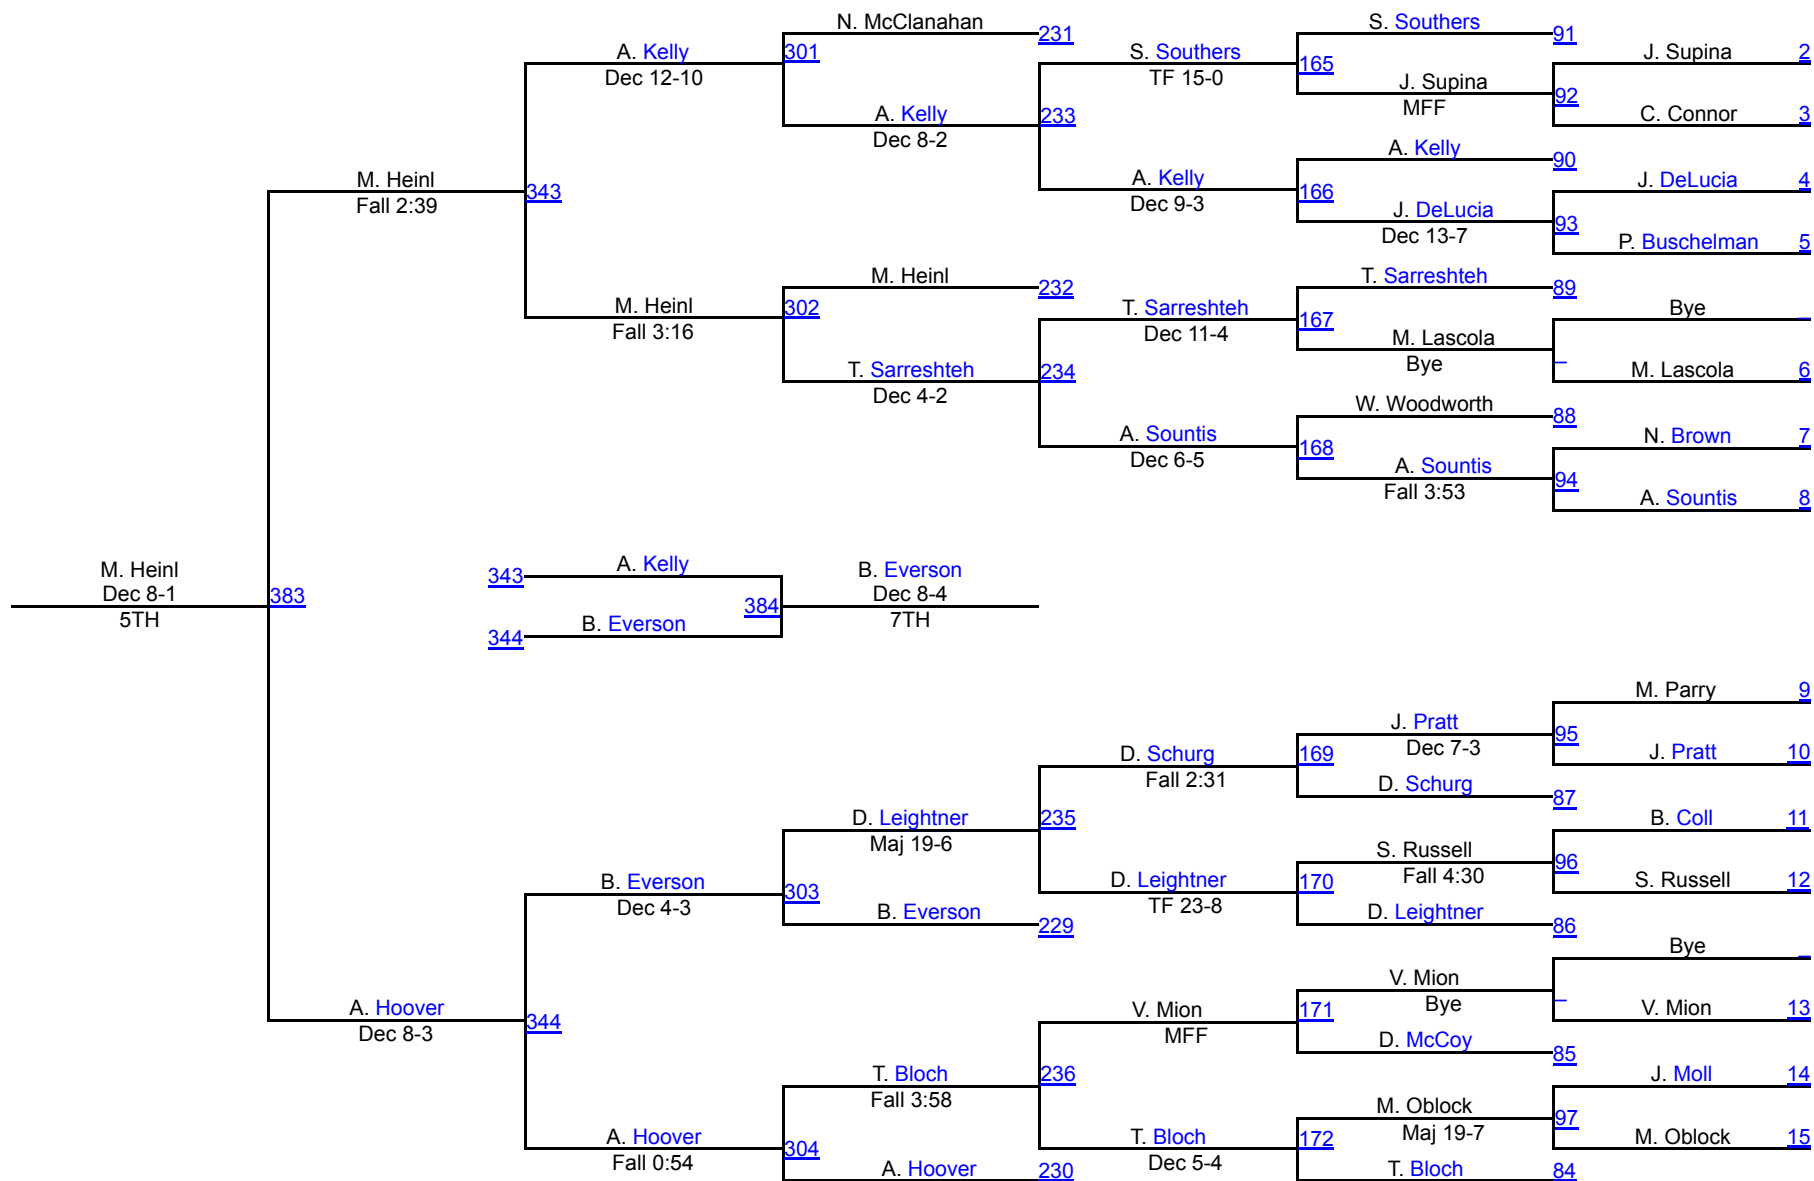 N. McClanahan
S. Southers
231
91
A. Kelly
301
S. Southers
J. Supina
2
Dec 12-10
TF 15-0
165
J. Supina
92
MFF
A. Kelly
233
C. Connor
3
Dec 8-2
A. Kelly
90
M. Heinl
343
A. Kelly
166
J. DeLucia
4
Fall 2:39
Dec 9-3
J. DeLucia
93
Dec 13-7
P. Buschelman
5
M. Heinl
T. Sarreshteh
232
89
M. Heinl
302
T. Sarreshteh
167
Bye
Fall 3:16
Dec 11-4
M. Lascola
Bye
T. Sarreshteh
234
M. Lascola
6
Dec 4-2
W. Woodworth
88
A. Sountis
168
N. Brown
7
Dec 6-5
A. Sountis
94
Fall 3:53
A. Sountis
8
M. Heinl
343
A. Kelly
B. Everson
Dec 8-1
383
384
Dec 8-4
5TH
344
B. Everson
7TH
M. Parry
9
J. Pratt
95
Dec 7-3
D. Schurg
169
J. Pratt
10
Fall 2:31
D. Schurg
87
D. Leightner
235
B. Coll
11
Maj 19-6
S. Russell
96
Fall 4:30
B. Everson
303
D. Leightner
170
S. Russell
12
Dec 4-3
TF 23-8
B. Everson
229
D. Leightner
86
Bye
V. Mion
Bye
A. Hoover
344
V. Mion
171
V. Mion
13
Dec 8-3
MFF
D. McCoy
85
T. Bloch
236
J. Moll
14
Fall 3:58
M. Oblock
97
Maj 19-7
A. Hoover
304
T. Bloch
172
M. Oblock
15
Fall 0:54
Dec 5-4
A. Hoover
230
T. Bloch
84